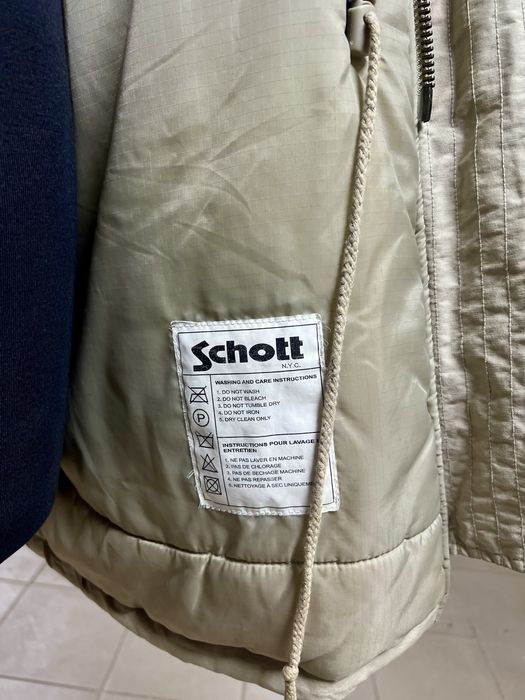 Schott
N.Y.C.
WASHING AND CARE INSTRUCTIONS
1. DO NOT WASH
2. DO NOT BLEACH
3. DO NOT TUMBLE DRY
4. DO NOT IRON
5. DRY CLEAN ONLY
P
INSTRUCTIONS POUR LAVAGE
ENTRETIEN
1. NE PAS LAVER EN MACHINE
2. PAS DE CHLORAGE
3. PAS DE SECHAGE MACHINE
4. NE PAS REPASSER
5. NETTOYAGE À SEC UNIQUEME